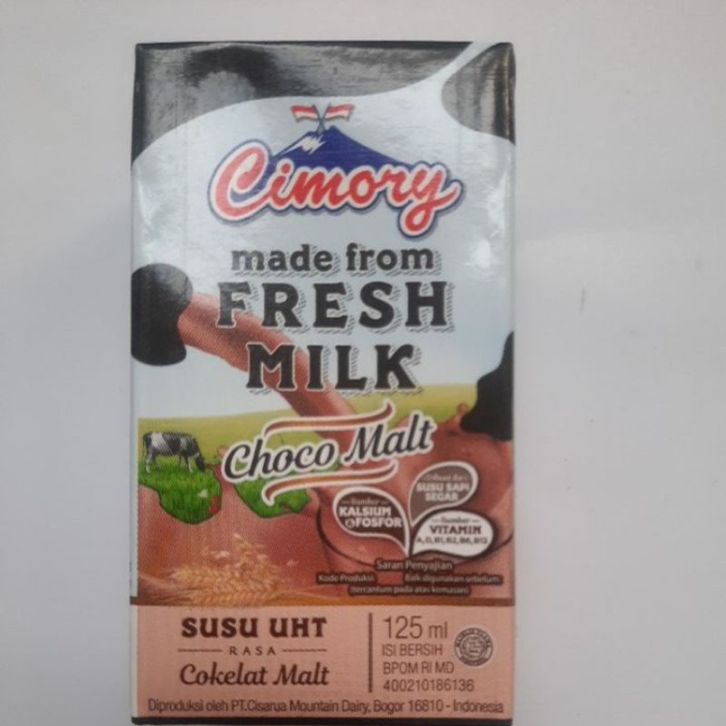 Cimory
made from
FRESH
MILK
Choco Malt
Dibuat dari
SUSU SAPI
SEGAR
Sumber
KALSIUM
&FOSFOR
Sumber
VITAMIN
A, D, B1, B2, B6, B12
Saran Penyajian
Kode Produksi Baik digunakan sebelum
(tercantum pada atas kemasan)
SUSU UHT
RASA
Cokelat Malt
125 ml
ISI BERSIH
BPOM RI MD
400210186136
Diproduksi oleh PT.Cisarua Mountain Dairy, Bogor 16810 - Indonesia